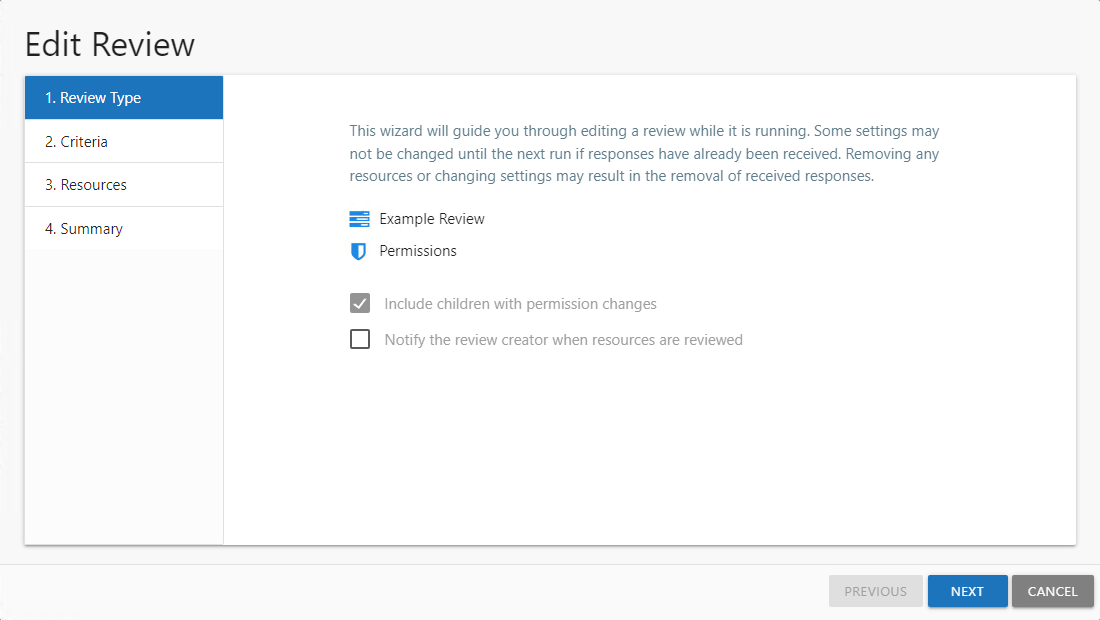 Edit Review
1. Review Type
2. Criteria
3. Resources
4. Summary
This wizard will guide you through editing a review while it is running. Some settings may
not be changed until the next run if responses have already been received. Removing any
resources or changing settings may result in the removal of received responses.
Example Review
Permissions
Include children with permission changes
Notify the review creator when resources are reviewed
PREVIOUS
NEXT
CANCEL